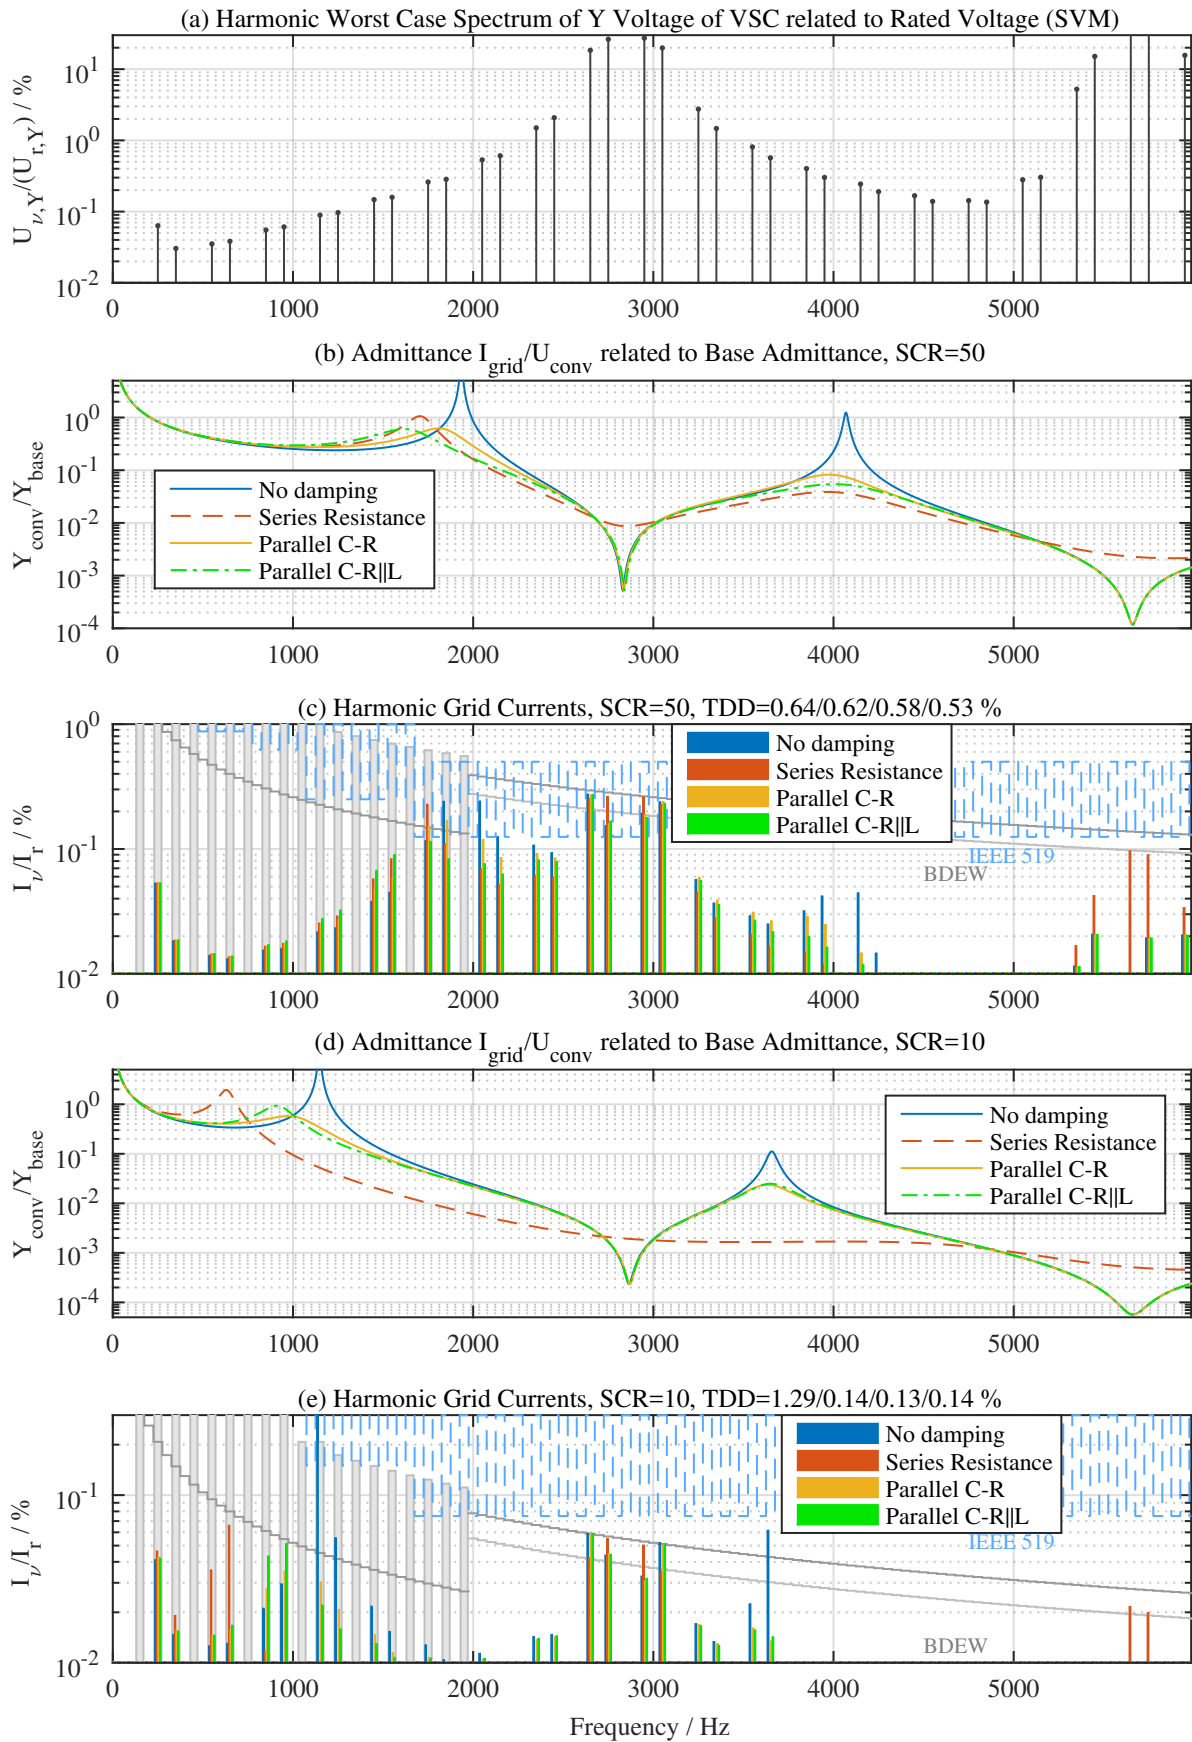 (a) Harmonic Worst Case Spectrum of Y Voltage of VSC related to Rated Voltage (SVM)
U_ν,Y/(U_r,Y) / %
10^1
10^0
10^-1
10^-2
0 1000 2000 3000 4000 5000
(b) Admittance I_grid/U_conv related to Base Admittance, SCR=50
Y_conv/Y_base
10^0
10^-1
10^-2
10^-3
10^-4
No damping
Series Resistance
Parallel C-R
Parallel C-R||L
0 1000 2000 3000 4000 5000
(c) Harmonic Grid Currents, SCR=50, TDD=0.64/0.62/0.58/0.53 %
I_ν/I_r / %
10^0
10^-1
10^-2
No damping
Series Resistance
Parallel C-R
Parallel C-R||L
IEEE 519
BDEW
0 1000 2000 3000 4000 5000
(d) Admittance I_grid/U_conv related to Base Admittance, SCR=10
Y_conv/Y_base
10^0
10^-1
10^-2
10^-3
10^-4
No damping
Series Resistance
Parallel C-R
Parallel C-R||L
0 1000 2000 3000 4000 5000
(e) Harmonic Grid Currents, SCR=10, TDD=1.29/0.14/0.13/0.14 %
I_ν/I_r / %
10^-1
10^-2
No damping
Series Resistance
Parallel C-R
Parallel C-R||L
IEEE 519
BDEW
0 1000 2000 3000 4000 5000
Frequency / Hz